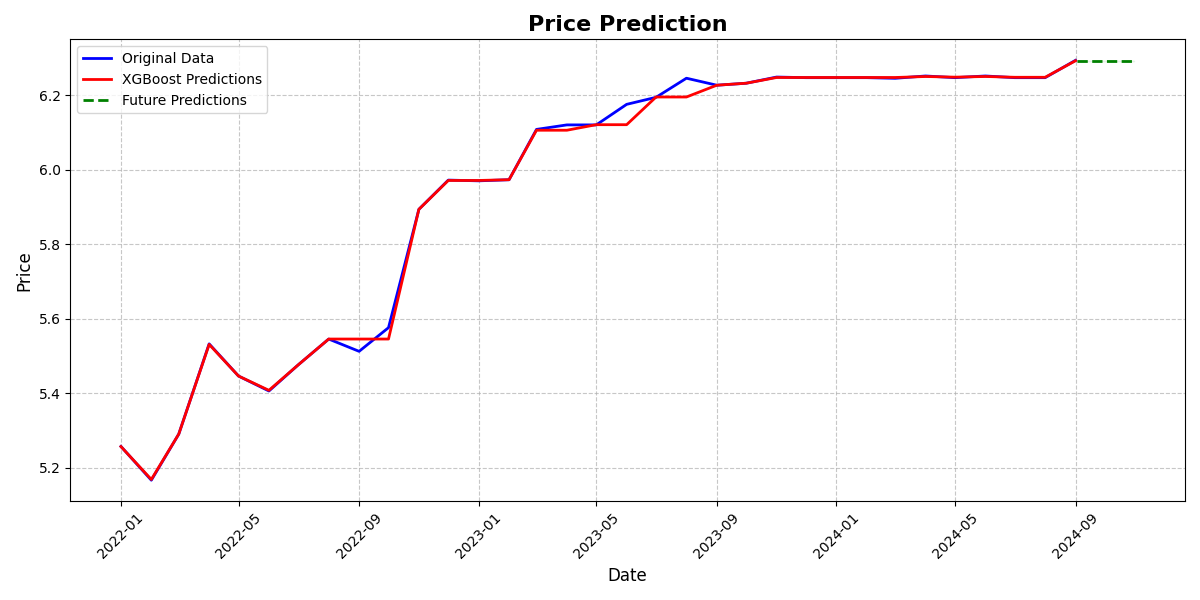 Price Prediction
Original Data
XGBoost Predictions
Future Predictions
Price
6.2
6.0
5.8
5.6
5.4
5.2
2022-01
2022-05
2022-09
2023-01
2023-05
2023-09
2024-01
2024-05
2024-09
Date